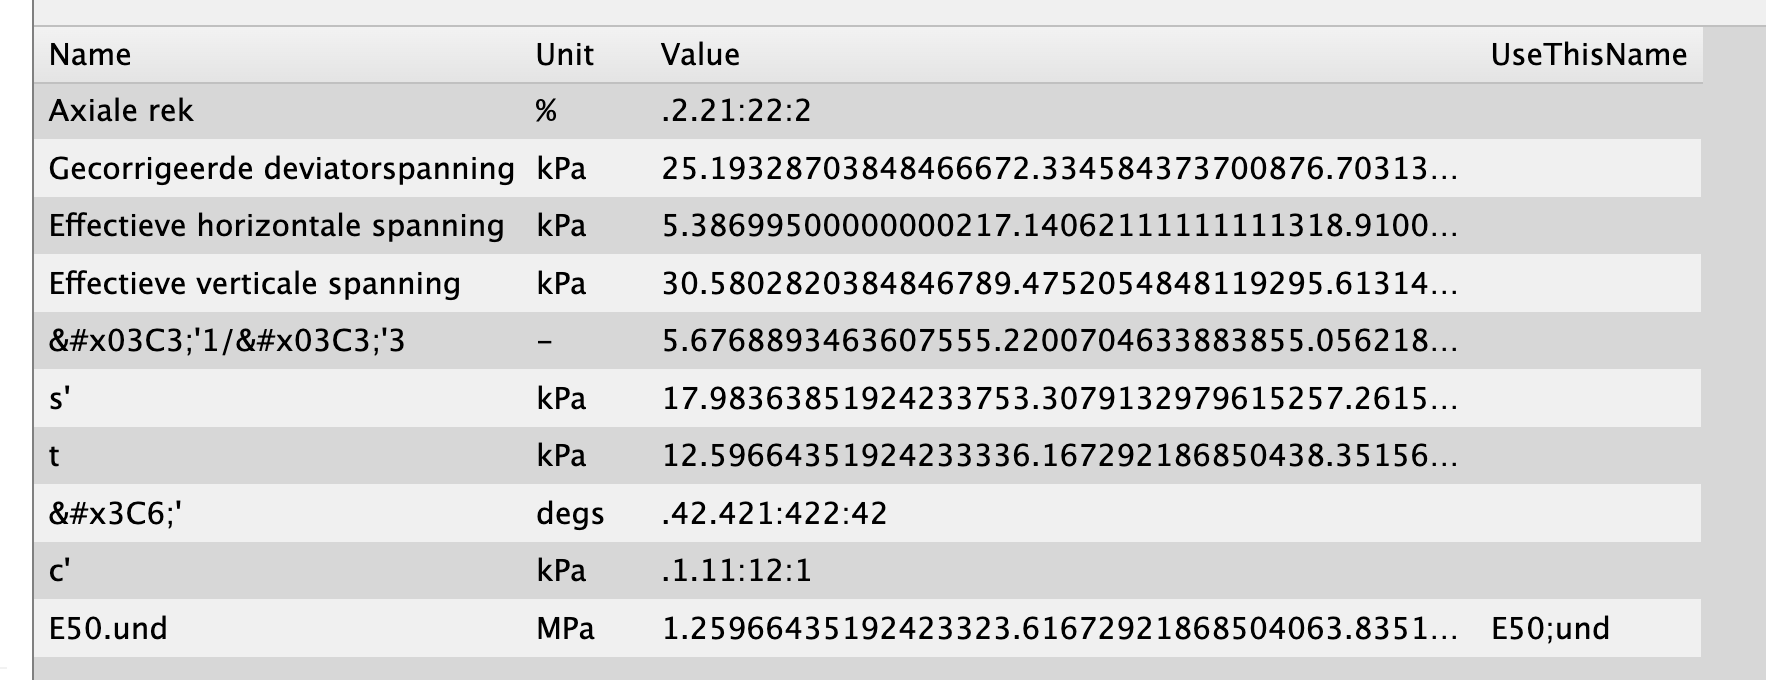 Name Unit Value UseThisName
Axiale rek % .2.21:22:2
Gecorrigeerde deviatorspanning kPa 25.19328703848466672.334584373700876.70313...
Effectieve horizontale spanning kPa 5.38699500000000217.14062111111111318.9100...
Effectieve verticale spanning kPa 30.5802820384846789.4752054848119295.61314...
&#x03C3;'1/&#x03C3;'3 – 5.6768893463607555.2200704633883855.056218...
s' kPa 17.98363851924233753.3079132979615257.2615...
t kPa 12.59664351924233336.167292186850438.35156...
&#x3C6;' degs .42.421:422:42
c' kPa .1.11:12:1
E50.und MPa 1.25966435192423323.61672921868504063.8351... E50;und